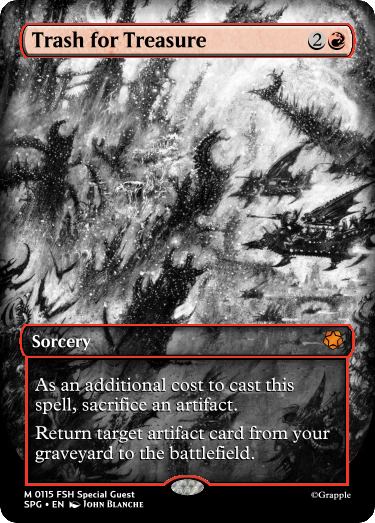 Trash for Treasure 2
Sorcery
As an additional cost to cast this
spell, sacrifice an artifact.
Return target artifact card from your
graveyard to the battlefield.
M 0115 FSH Special Guest
SPG • EN John Blanche
©Grapple